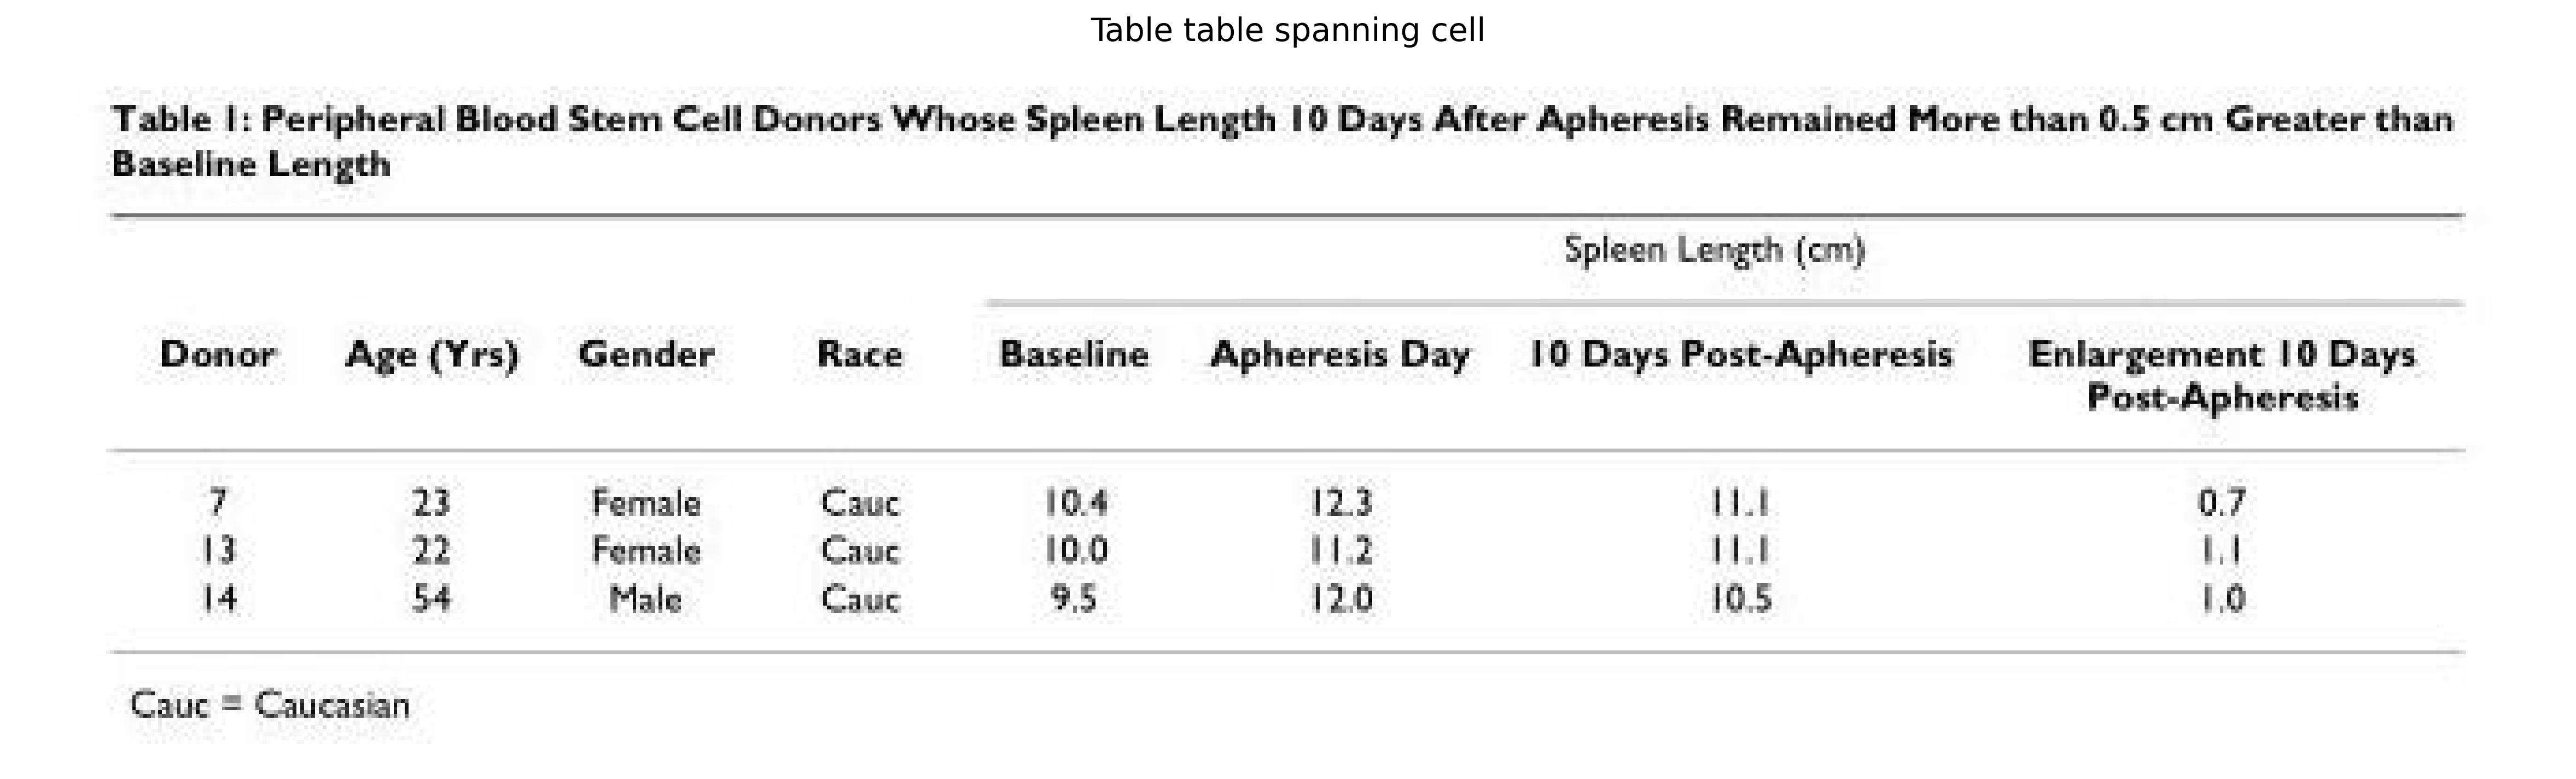 Table table spanning cell
Table 1: Peripheral Blood Stem Cell Donors Whose Spleen Length 10 Days After Apheresis Remained More than 0.5 cm Greater than
Baseline Length
Spleen Length (cm)
Donor Age (Yrs) Gender Race Baseline Apheresis Day 10 Days Post-Apheresis Enlargement 10 Days
Post-Apheresis
7 23 Female Cauc 10.4 12.3 11.1 0.7
13 22 Female Cauc 10.0 11.2 11.1 1.1
14 54 Male Cauc 9.5 12.0 10.5 1.0
Cauc = Caucasian